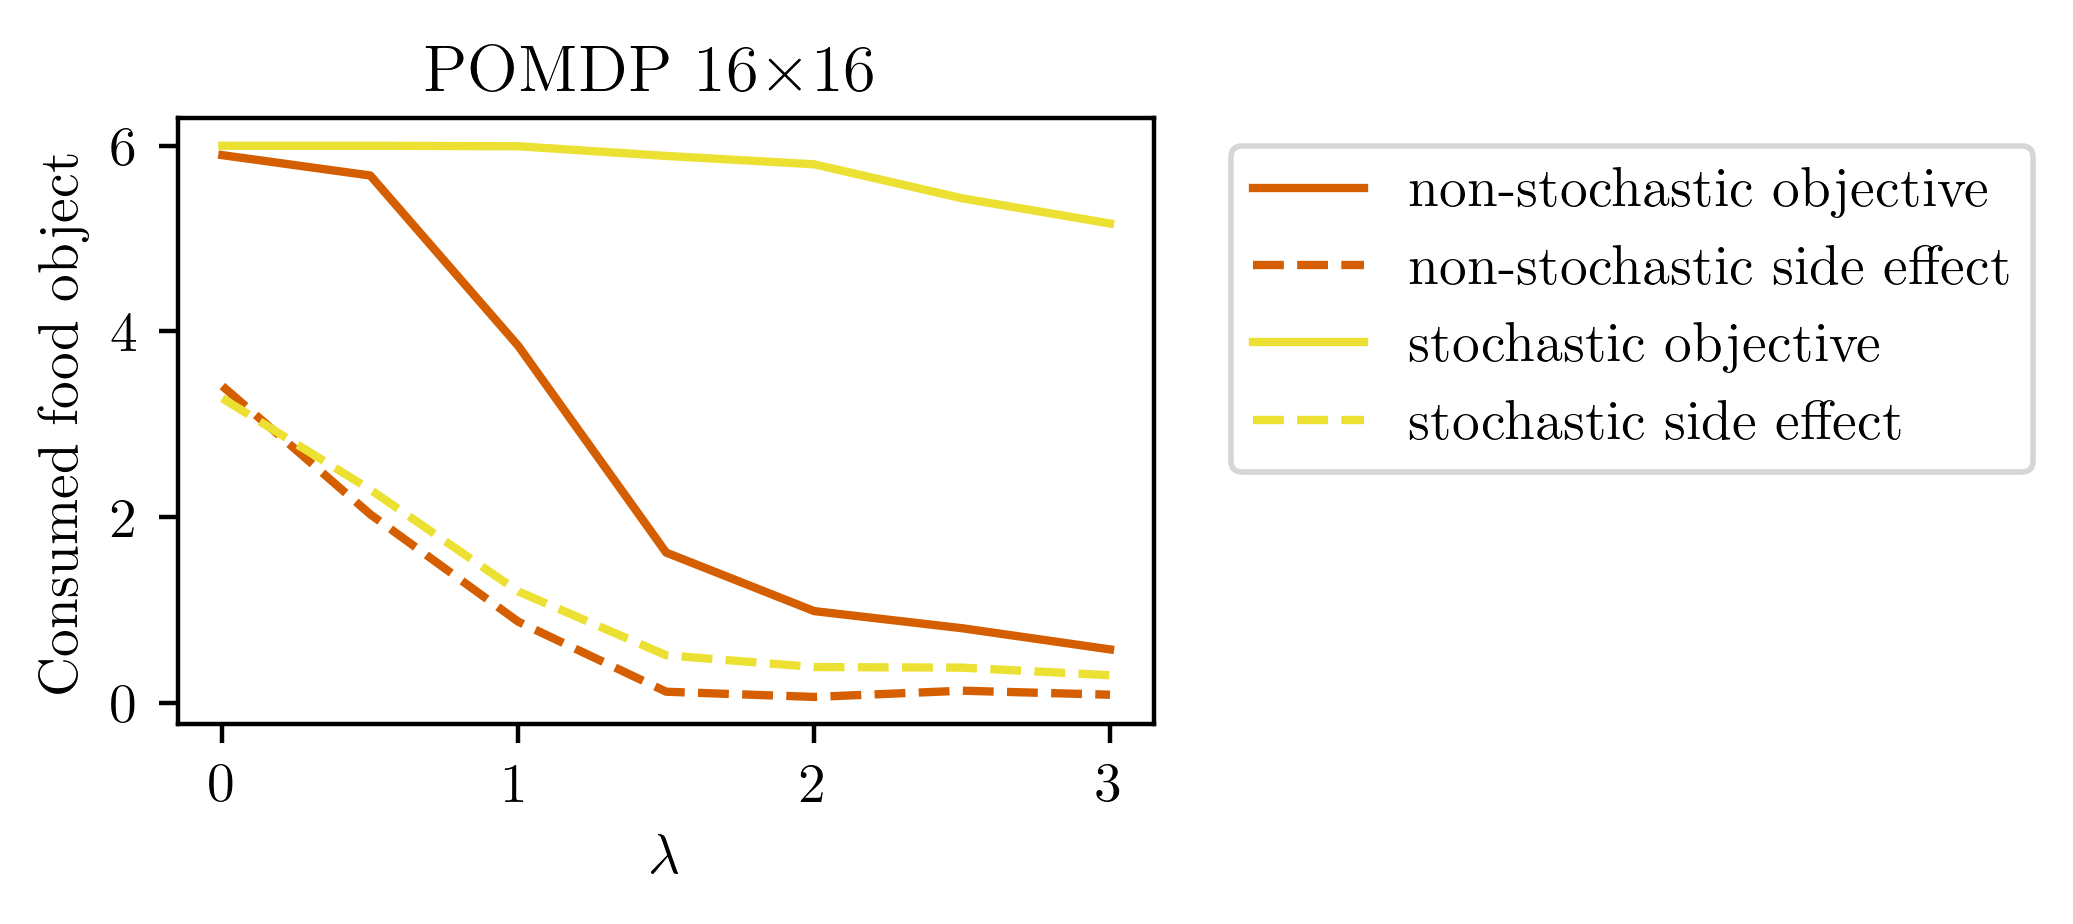 POMDP 16×16
Consumed food object
6
4
2
0
0 1 2 3
λ
non-stochastic objective
non-stochastic side effect
stochastic objective
stochastic side effect